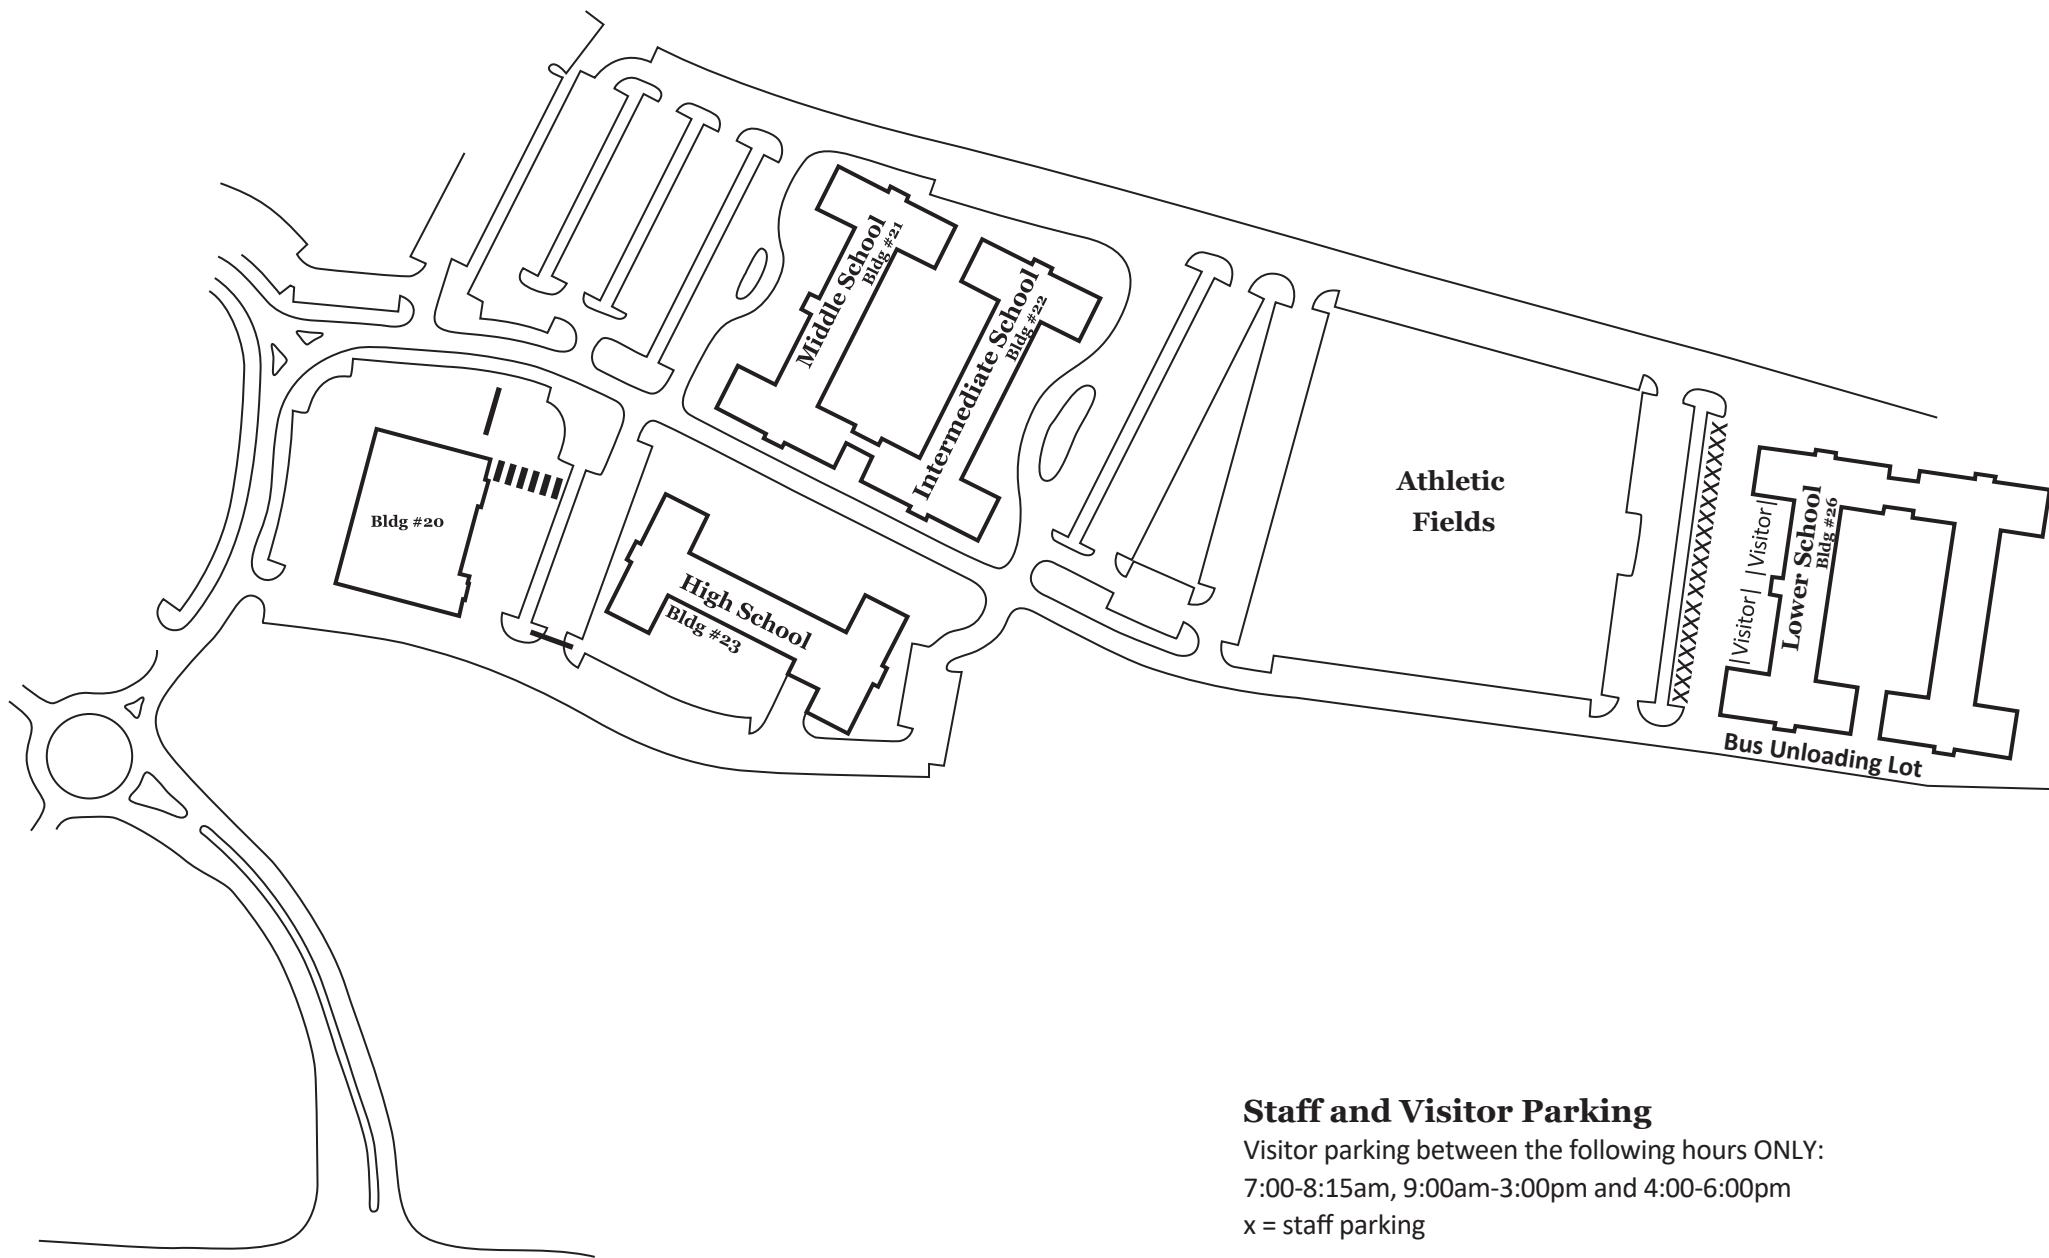 Middle School
Bldg #21
Intermediate School
Bldg #22
Athletic
Fields
Bldg #20
High School
Bldg #23
xxxxxxxxxxxxxxxxxxxxxxxxxx
|Visitor| |Visitor|
Lower School
Bldg #26
Bus Unloading Lot
Staff and Visitor Parking
Visitor parking between the following hours ONLY:
7:00-8:15am, 9:00am-3:00pm and 4:00-6:00pm
x = staff parking